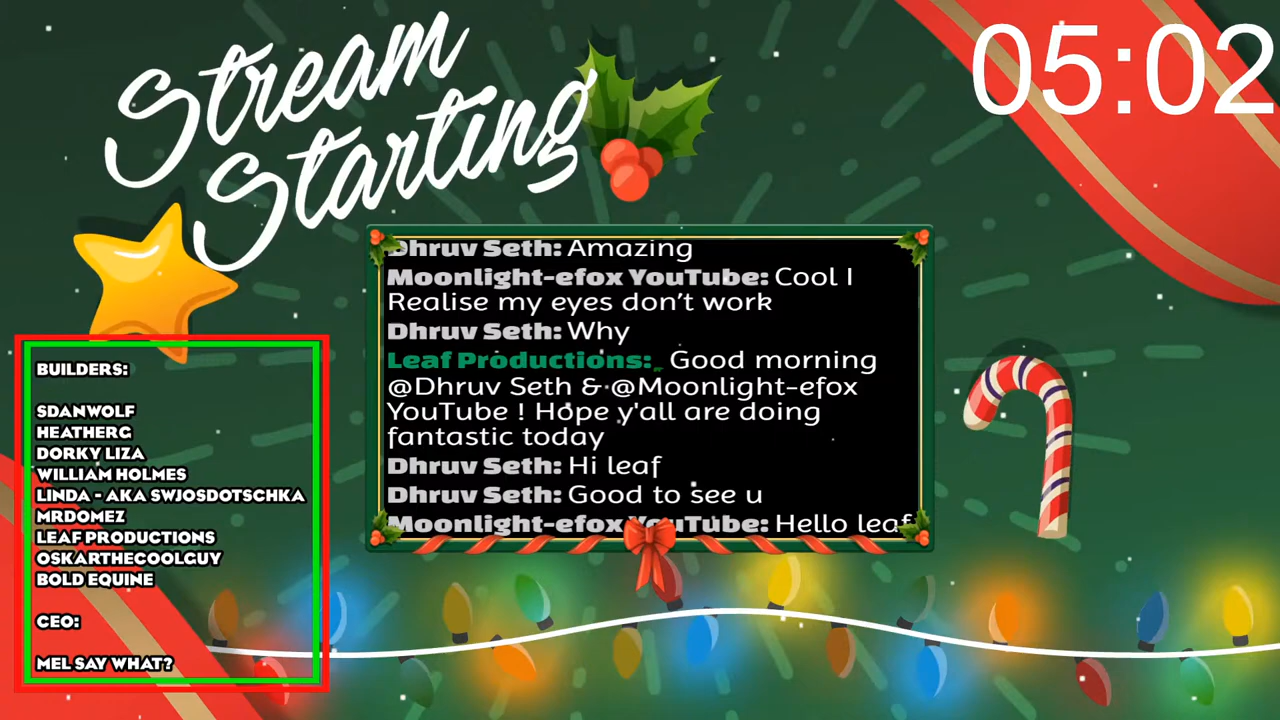 Stream
Starting
05:02
Dhruv Seth: Amazing
Moonlight-efox YouTube: Cool I
Realise my eyes don't work
Dhruv Seth: Why
Leaf Productions: Good morning
@Dhruv Seth & @Moonlight-efox
YouTube ! Hope y'all are doing
fantastic today
Dhruv Seth: Hi leaf
Dhruv Seth: Good to see u
Moonlight-efox YouTube: Hello leaf
BUILDERS:
SDANWOLF
HEATHERG
DORKY LIZA
WILLIAM HOLMES
LINDA - AKA SWJOSDOTSCHKA
MRDOMEZ
LEAF PRODUCTIONS
OSKARTHECOOLGUY
BOLD EQUINE
CEO:
MEL SAY WHAT?